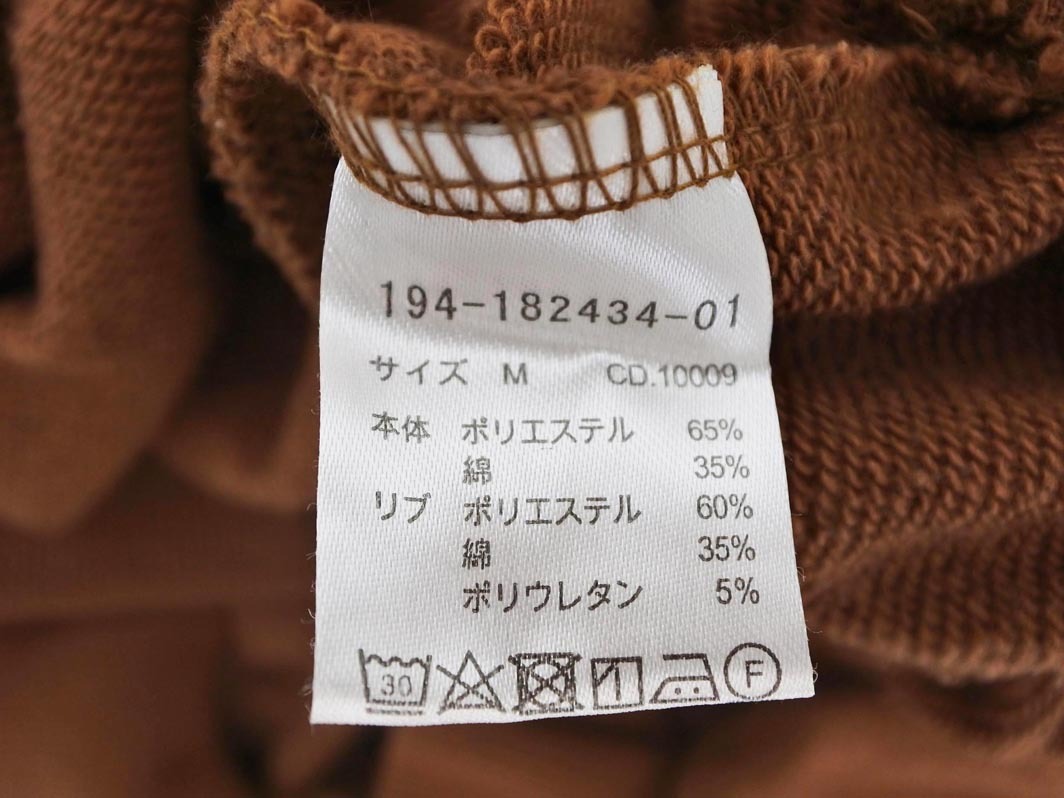 194-182434-01
サイズ M CD.10009
本体 ポリエステル 65%
綿 35%
リブ ポリエステル 60%
綿 35%
ポリウレタン 5%
30 F